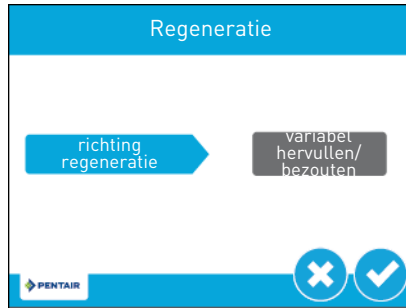 Regeneratie
richting
regeneratie
variabel
hervullen/
bezouten
PENTAIR